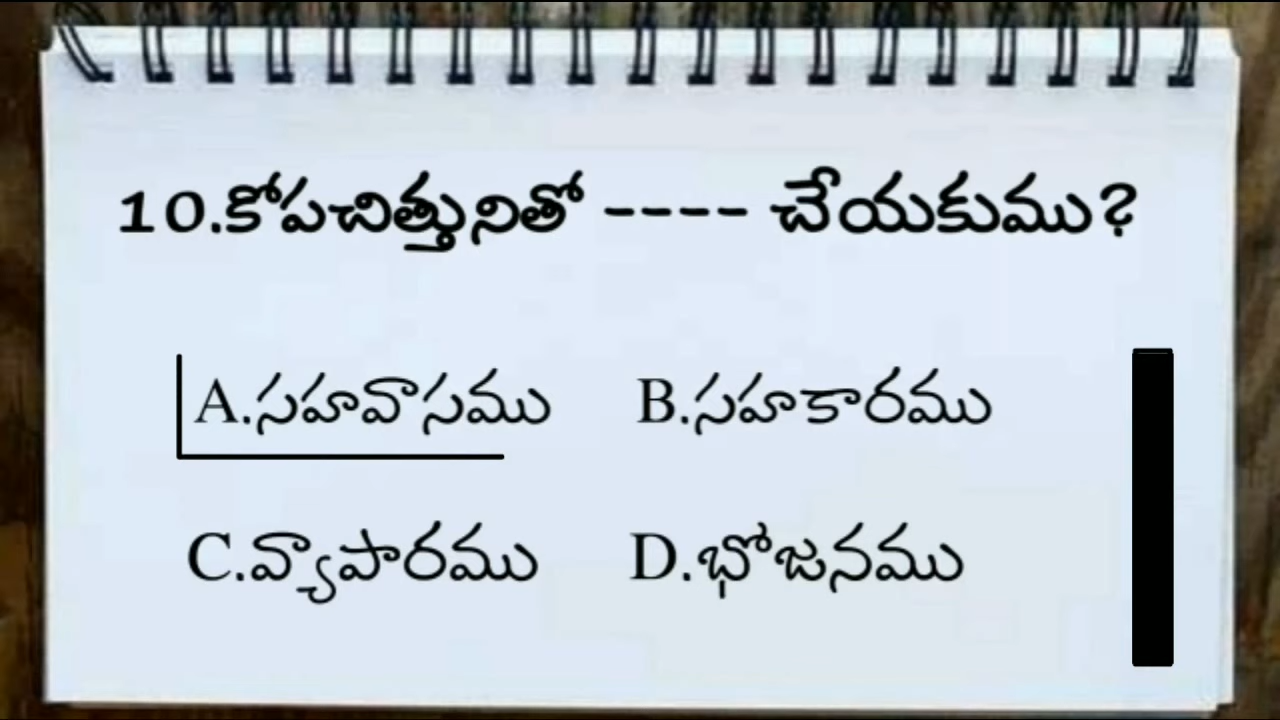 10.కోపచిత్తునితో ---- చేయకుము?
A.సహవాసము B.సహకారము
C.వ్యాపారము D.భోజనము